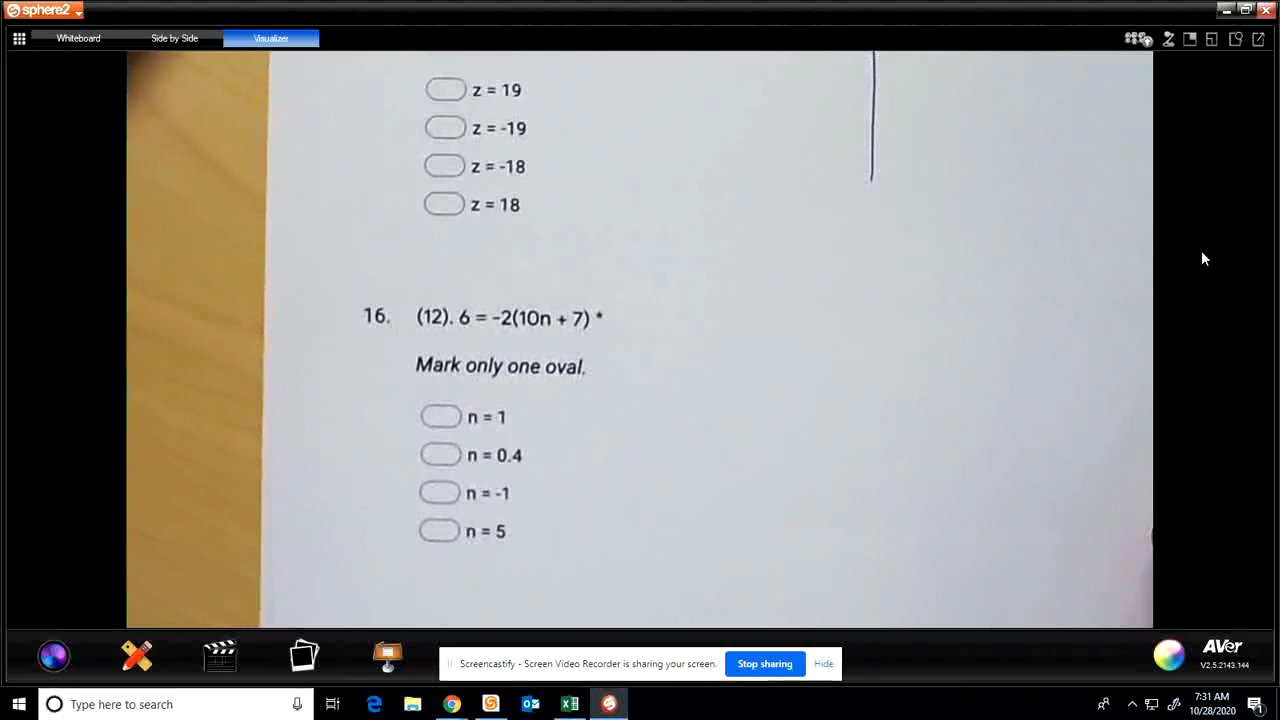 sphere2
Whiteboard
Side by Side
Visualizer
z = 19
z = -19
z = -18
z = 18
16. (12). 6 = -2(10n + 7) *
Mark only one oval.
n = 1
n = 0.4
n = -1
n = 5
Screencastify - Screen Video Recorder is sharing your screen.
Stop sharing
Hide
AVer
V2.5.2143.144
Type here to search
7:31 AM
10/28/2020